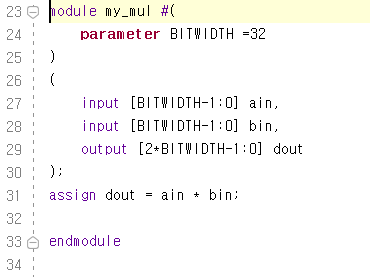 23 module my_mul #(
24 parameter BITWIDTH =32
25 )
26 (
27 input [BITWIDTH-1:0] ain,
28 input [BITWIDTH-1:0] bin,
29 output [2*BITWIDTH-1:0] dout
30 );
31 assign dout = ain * bin;
32
33 endmodule
34